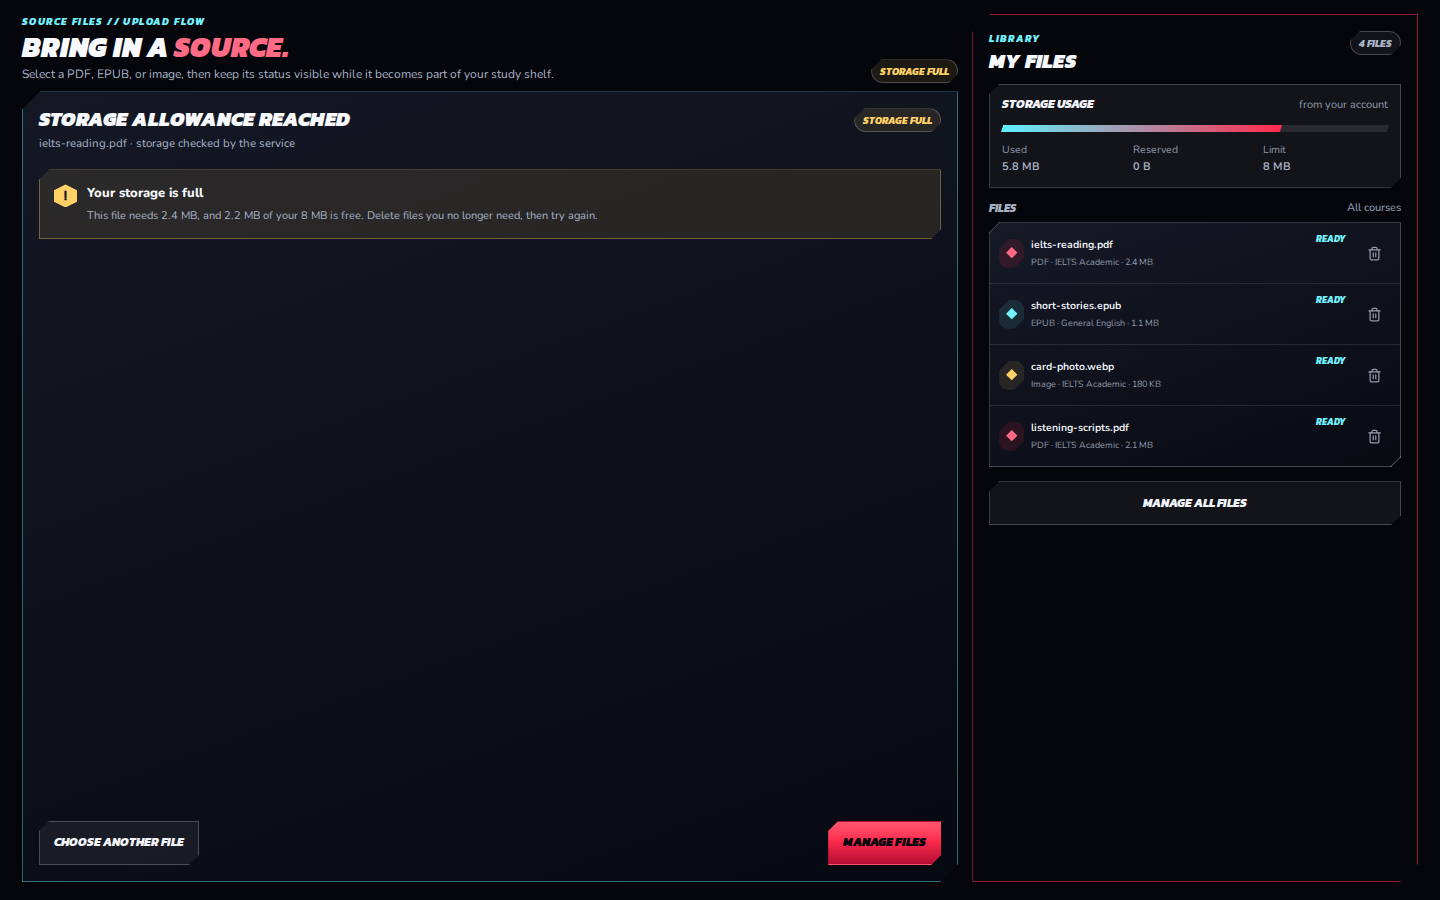 SOURCE FILES // UPLOAD FLOW
BRING IN A SOURCE.
Select a PDF, EPUB, or image, then keep its status visible while it becomes part of your study shelf.
STORAGE FULL
STORAGE ALLOWANCE REACHED
STORAGE FULL
ielts-reading.pdf · storage checked by the service
!
Your storage is full
This file needs 2.4 MB, and 2.2 MB of your 8 MB is free. Delete files you no longer need, then try again.
CHOOSE ANOTHER FILE
MANAGE FILES
LIBRARY
MY FILES
4 FILES
STORAGE USAGE
from your account
Used
Reserved
Limit
5.8 MB
0 B
8 MB
FILES
All courses
ielts-reading.pdf
READY
PDF · IELTS Academic · 2.4 MB
short-stories.epub
READY
EPUB · General English · 1.1 MB
card-photo.webp
READY
Image · IELTS Academic · 180 KB
listening-scripts.pdf
READY
PDF · IELTS Academic · 2.1 MB
MANAGE ALL FILES